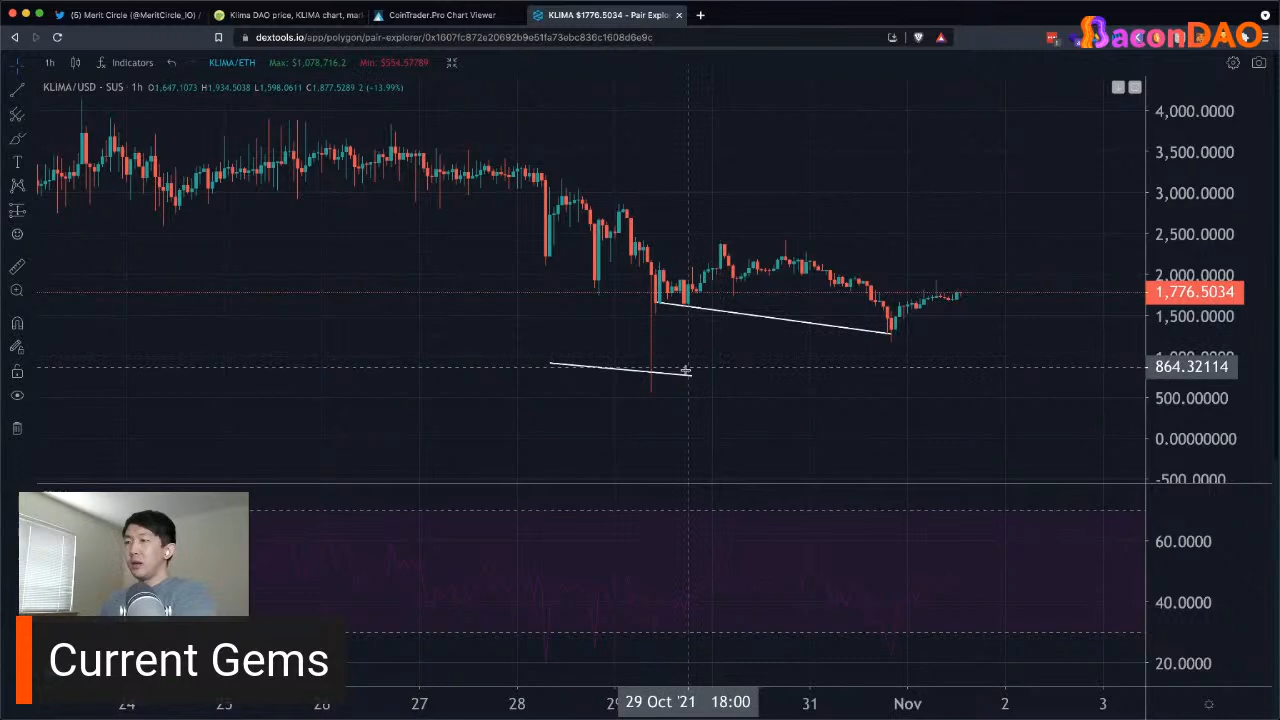 (5) Merit Circle (@MeritCircle_IO) /
Klima DAO price, KLIMA chart, mar
CoinTrader.Pro Chart Viewer
KLIMA $1776.5034 - Pair Explo
dextools.io/app/polygon/pair-explorer/0x1607fc872e20692b9e51fa73ebc836c1608d6e9c
BaconDAO
1h
Indicators
KLIMA/ETH
Max: $1,078,716.2
Min: $554.57789
KLIMA/USD - SUS · 1h O1,647.1073 H1,934.5038 L1,598.0611 C1,877.5289 2 (−13.99%)
4,000.0000
3,500.0000
3,000.0000
2,500.0000
2,000.0000
1,776.5034
1,500.0000
864.32114
500.00000
0.00000000
-500.0000
60.0000
40.0000
20.0000
Current Gems
24
25
26
27
28
29 Oct '21 18:00
31
Nov
2
3